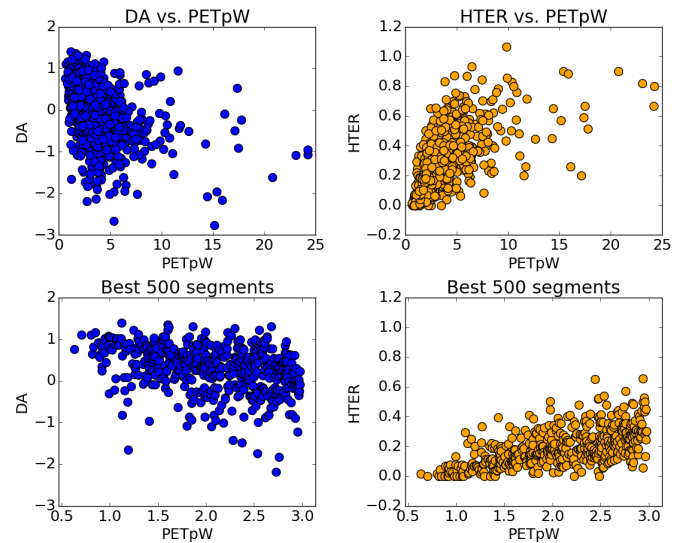 DA vs. PETpW
2
1
0
−1
−2
−3
DA
0 5 10 15 20 25
PETpW
HTER vs. PETpW
1.2
1.0
0.8
0.6
0.4
0.2
0.0
−0.2
HTER
0 5 10 15 20 25
PETpW
Best 500 segments
2
1
0
−1
−2
−3
DA
0.5 1.0 1.5 2.0 2.5 3.0
PETpW
Best 500 segments
1.2
1.0
0.8
0.6
0.4
0.2
0.0
−0.2
HTER
0.5 1.0 1.5 2.0 2.5 3.0
PETpW